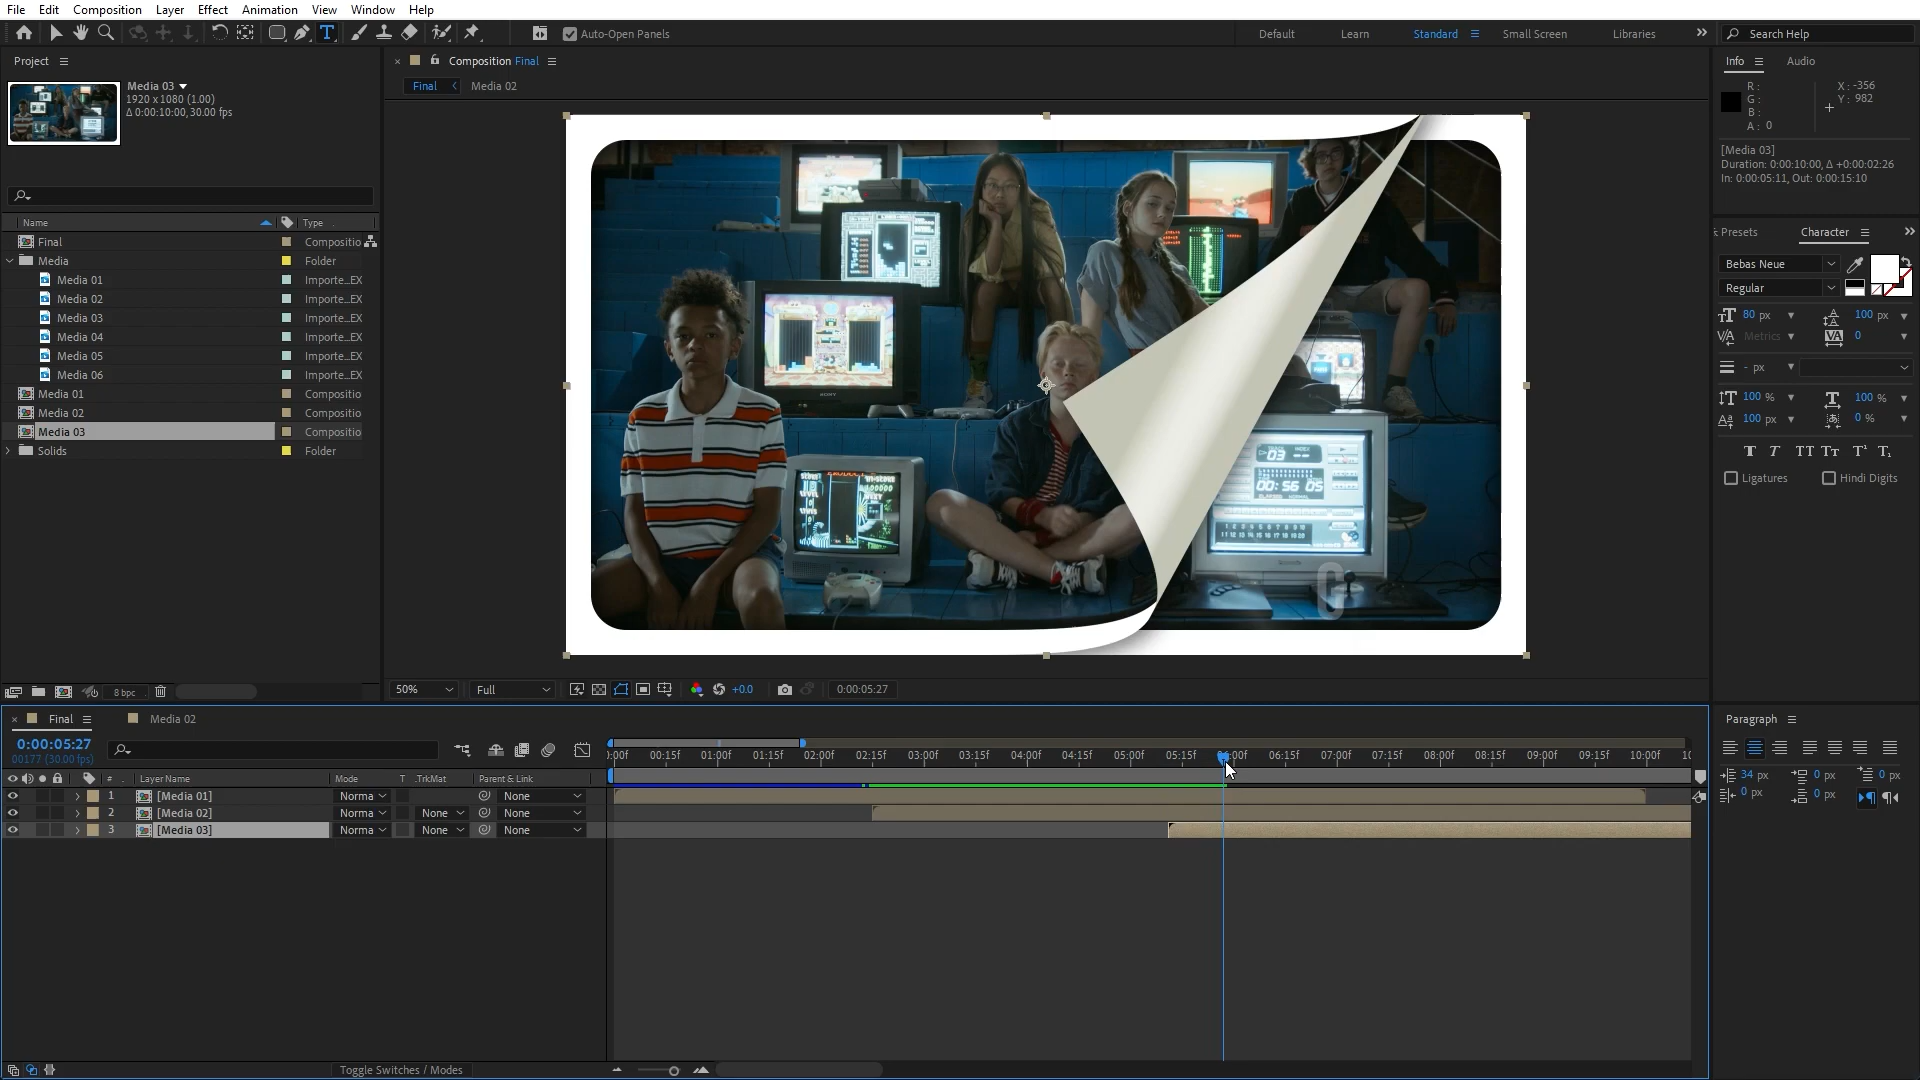 File Edit Composition Layer Effect Animation View Window Help
Auto-Open Panels
Default Learn Standard Small Screen Libraries
Search Help
Project
Media 03
1920 x 1080 (1.00)
Δ 0:00:10:00, 30.00 fps
Name Type
Final Compositio
Media Folder
Media 01 Importe...EX
Media 02 Importe...EX
Media 03 Importe...EX
Media 04 Importe...EX
Media 05 Importe...EX
Media 06 Importe...EX
Media 01 Compositio
Media 02 Compositio
Media 03 Compositio
Solids Folder
8 bpc
Composition Final
Final Media 02
03
00:56 05
G
50% Full +0.0 0:00:05:27
Info Audio
R :
G :
B :
A : 0
X : -356
Y : 982
[Media 03]
Duration: 0:00:10:00, Δ +0:00:02:26
In: 0:00:05:11, Out: 0:00:15:10
Presets Character
Bebas Neue
Regular
80 px 100 px
Metrics 0
- px
100 % 100 %
100 px 0 %
Ligatures Hindi Digits
Paragraph
34 px 0 px 0 px
0 px 0 px
Final Media 02
0:00:05:27
00177 (30.00 fps)
:00f 00:15f 01:00f 01:15f 02:00f 02:15f 03:00f 03:15f 04:00f 04:15f 05:00f 05:15f 06:00f 06:15f 07:00f 07:15f 08:00f 08:15f 09:00f 09:15f 10:00f 10
# Layer Name Mode T .TrkMat Parent & Link
1 [Media 01] Norma None
2 [Media 02] Norma None None
3 [Media 03] Norma None None
Toggle Switches / Modes